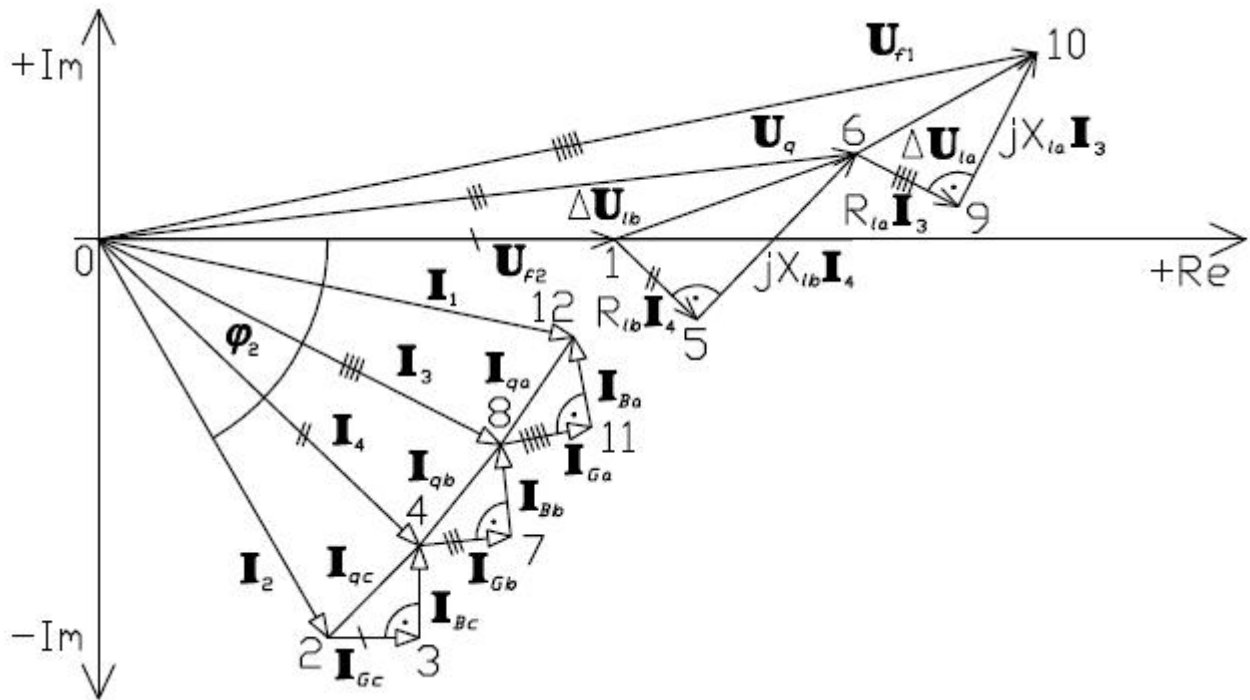 +Im
U_f1
10
U_q
6
ΔU_la
jX_la I_3
ΔU_lb
R_la I_3
9
0
U_f2
1
jX_lb I_4
+Re
I_1
12
R_lb I_4
5
φ_2
I_3
I_qa
I_Ba
8
I_4
11
I_qb
I_Ga
4
I_Bb
7
I_2
I_qc
I_Gb
I_Bc
-Im
2
I_Gc
3